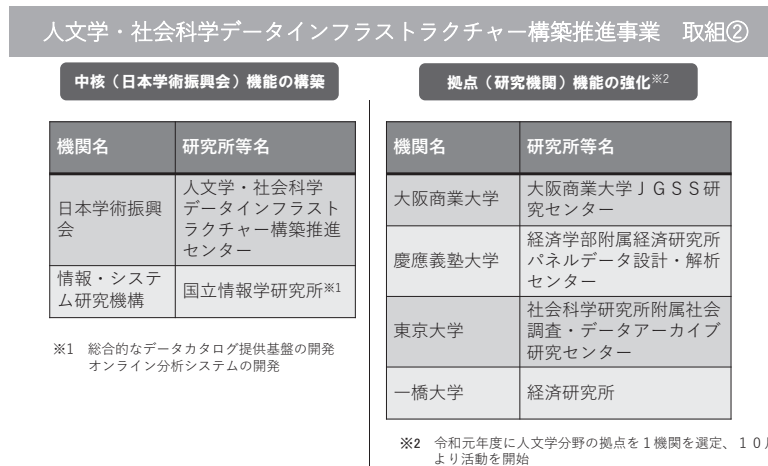 人文学・社会科学データインフラストラクチャー構築推進事業　取組②
中核（日本学術振興会）機能の構築
機関名
研究所等名
日本学術振興
会
人文学・社会科学
データインフラスト
ラクチャー構築推進
センター
情報・システ
ム研究機構
国立情報学研究所※1
※1　総合的なデータカタログ提供基盤の開発
オンライン分析システムの開発
拠点（研究機関）機能の強化※2
機関名
研究所等名
大阪商業大学
大阪商業大学ＪＧＳＳ研
究センター
慶應義塾大学
経済学部附属経済研究所
パネルデータ設計・解析
センター
東京大学
社会科学研究所附属社会
調査・データアーカイブ
研究センター
一橋大学
経済研究所
※2　令和元年度に人文学分野の拠点を１機関を選定、１０月
より活動を開始